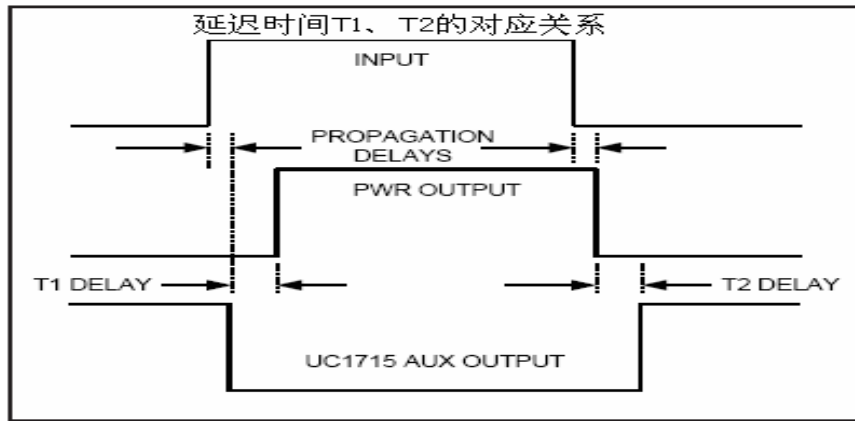 延迟时间T1、T2的对应关系
INPUT
PROPAGATION
DELAYS
PWR OUTPUT
T1 DELAY
T2 DELAY
UC1715 AUX OUTPUT